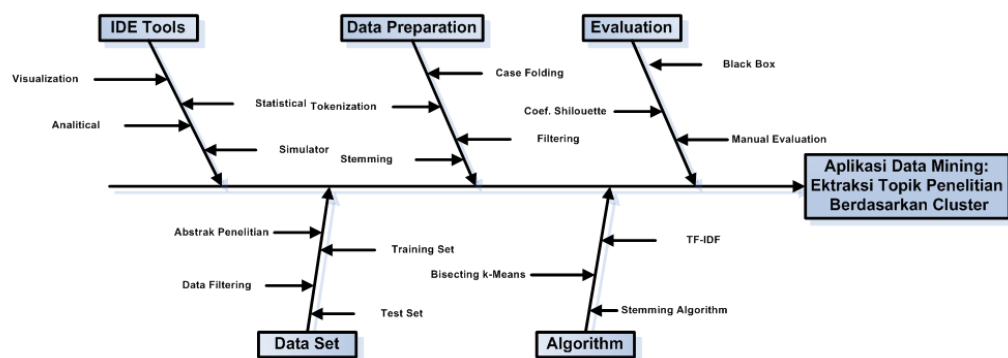 IDE Tools
Data Preparation
Evaluation
Visualization
Statistical
Analitical
Simulator
Case Folding
Tokenization
Filtering
Stemming
Black Box
Coef. Shilouette
Manual Evaluation
Aplikasi Data Mining:
Ektraksi Topik Penelitian
Berdasarkan Cluster
Abstrak Penelitian
Training Set
Data Filtering
Test Set
TF-IDF
Bisecting k-Means
Stemming Algorithm
Data Set
Algorithm